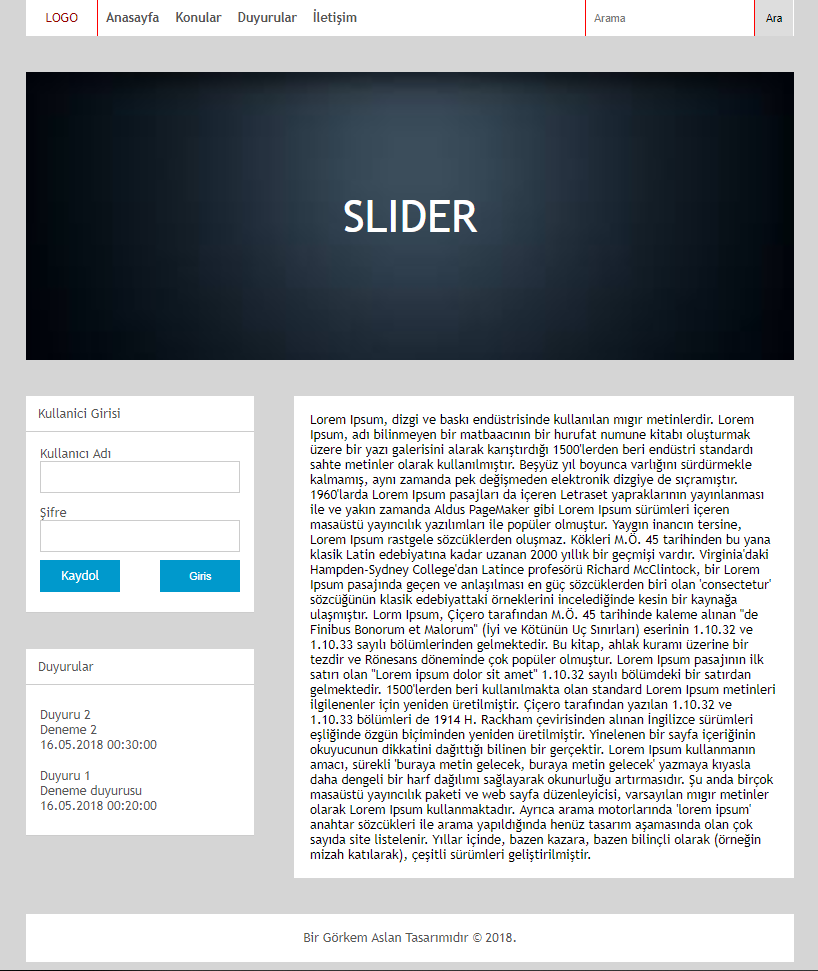 LOGO Anasayfa Konular Duyurular İletişim Arama Ara
SLIDER
Kullanici Girisi
Kullanıcı Adı
Şifre
Kaydol Giris
Duyurular
Duyuru 2
Deneme 2
16.05.2018 00:30:00
Duyuru 1
Deneme duyurusu
16.05.2018 00:20:00
Lorem Ipsum, dizgi ve baskı endüstrisinde kullanılan mıgır metinlerdir. Lorem
Ipsum, adı bilinmeyen bir matbaacının bir hurufat numune kitabı oluşturmak
üzere bir yazı galerisini alarak karıştırdığı 1500'lerden beri endüstri standardı
sahte metinler olarak kullanılmıştır. Beşyüz yıl boyunca varlığını sürdürmekle
kalmamış, aynı zamanda pek değişmeden elektronik dizgiye de sıçramıştır.
1960'larda Lorem Ipsum pasajları da içeren Letraset yapraklarının yayınlanması
ile ve yakın zamanda Aldus PageMaker gibi Lorem Ipsum sürümleri içeren
masaüstü yayıncılık yazılımları ile popüler olmuştur. Yaygın inancın tersine,
Lorem Ipsum rastgele sözcüklerden oluşmaz. Kökleri M.Ö. 45 tarihinden bu yana
klasik Latin edebiyatına kadar uzanan 2000 yıllık bir geçmişi vardır. Virginia'daki
Hampden-Sydney College'dan Latince profesörü Richard McClintock, bir Lorem
Ipsum pasajında geçen ve anlaşılması en güç sözcüklerden biri olan 'consectetur'
sözcüğünün klasik edebiyattaki örneklerini incelediğinde kesin bir kaynağa
ulaşmıştır. Lorm Ipsum, Çiçero tarafından M.Ö. 45 tarihinde kaleme alınan "de
Finibus Bonorum et Malorum" (İyi ve Kötünün Uç Sınırları) eserinin 1.10.32 ve
1.10.33 sayılı bölümlerinden gelmektedir. Bu kitap, ahlak kuramı üzerine bir
tezdir ve Rönesans döneminde çok popüler olmuştur. Lorem Ipsum pasajının ilk
satırı olan "Lorem ipsum dolor sit amet" 1.10.32 sayılı bölümdeki bir satırdan
gelmektedir. 1500'lerden beri kullanılmakta olan standard Lorem Ipsum metinleri
ilgilenenler için yeniden üretilmiştir. Çiçero tarafından yazılan 1.10.32 ve
1.10.33 bölümleri de 1914 H. Rackham çevirisinden alınan İngilizce sürümleri
eşliğinde özgün biçiminden yeniden üretilmiştir. Yinelenen bir sayfa içeriğinin
okuyucunun dikkatini dağıttığı bilinen bir gerçektir. Lorem Ipsum kullanmanın
amacı, sürekli 'buraya metin gelecek, buraya metin gelecek' yazmaya kıyasla
daha dengeli bir harf dağılımı sağlayarak okunurluğu artırmasıdır. Şu anda birçok
masaüstü yayıncılık paketi ve web sayfa düzenleyicisi, varsayılan mıgır metinler
olarak Lorem Ipsum kullanmaktadır. Ayrıca arama motorlarında 'lorem ipsum'
anahtar sözcükleri ile arama yapıldığında henüz tasarım aşamasında olan çok
sayıda site listelenir. Yıllar içinde, bazen kazara, bazen bilinçli olarak (örneğin
mizah katılarak), çeşitli sürümleri geliştirilmiştir.
Bir Görkem Aslan Tasarımıdır © 2018.